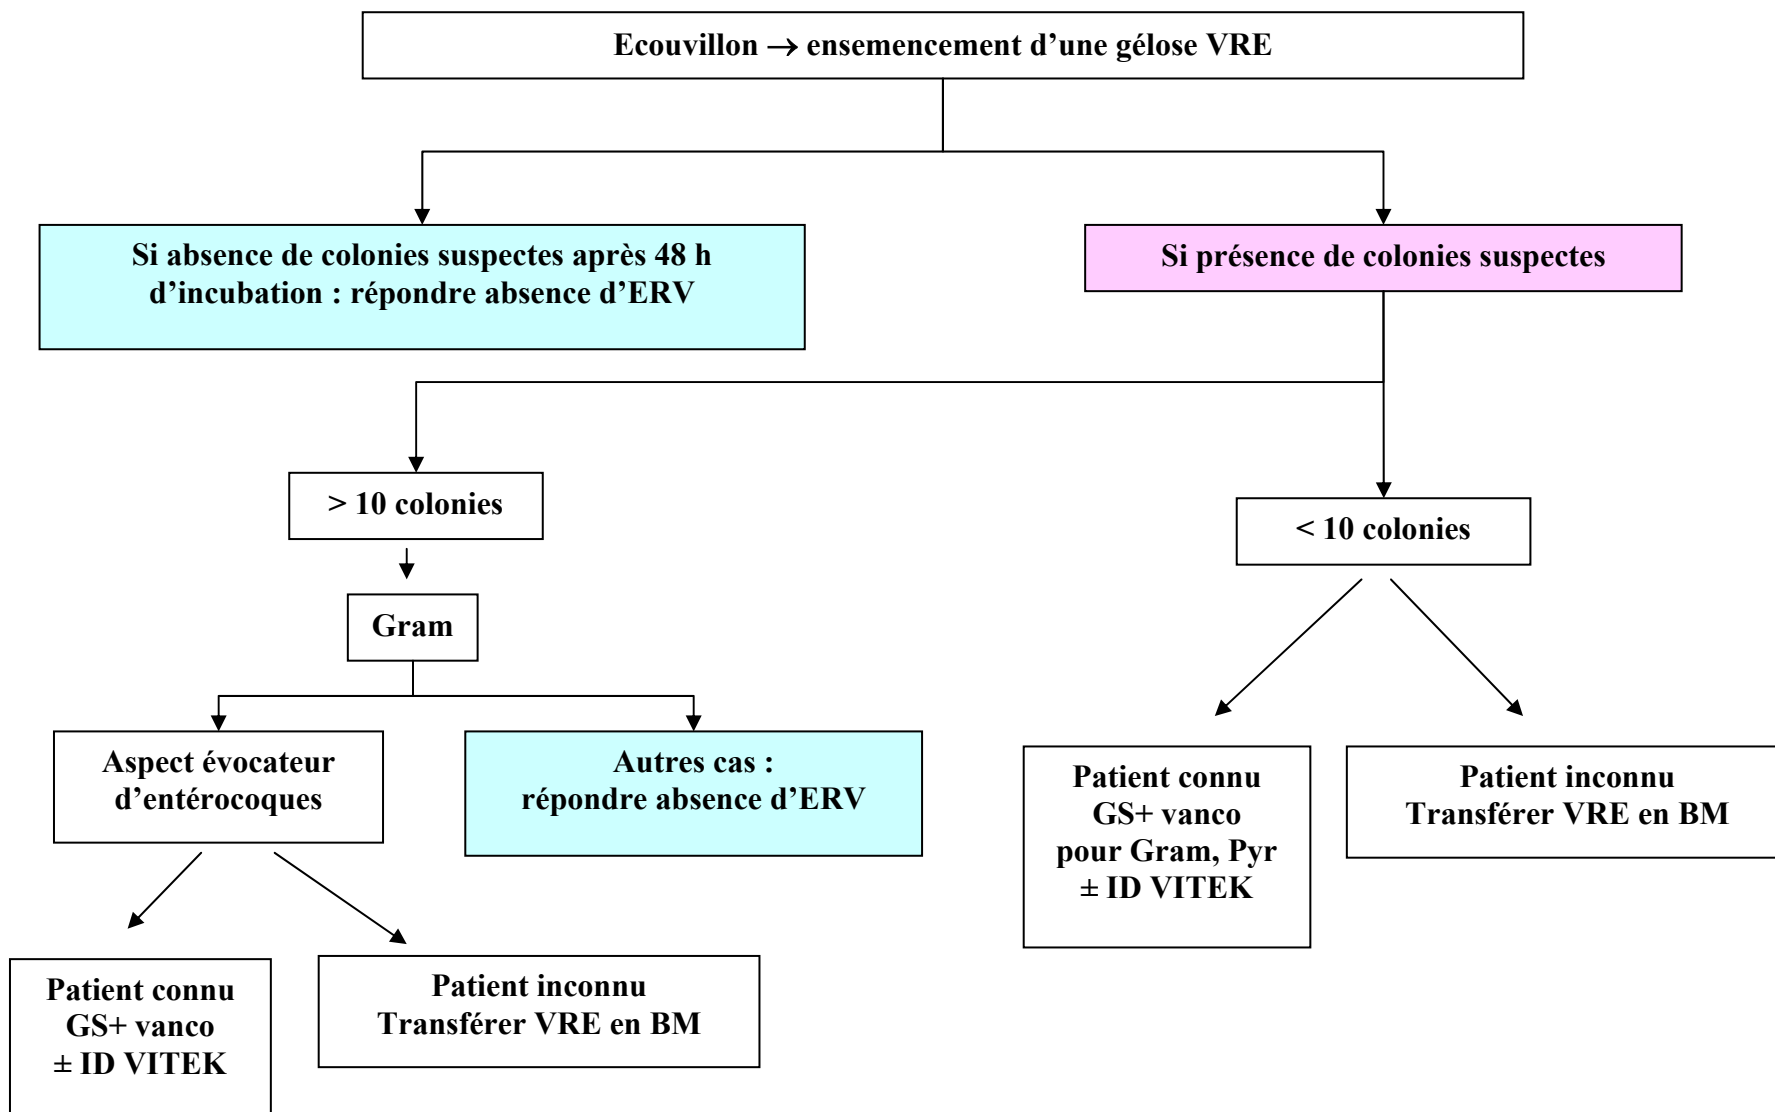 Ecouvillon → ensemencement d’une gélose VRE
Si absence de colonies suspectes après 48 h
d’incubation : répondre absence d’ERV
Si présence de colonies suspectes
> 10 colonies
< 10 colonies
Gram
Aspect évocateur
d’entérocoques
Autres cas :
répondre absence d’ERV
Patient connu
GS+ vanco
pour Gram, Pyr
± ID VITEK
Patient inconnu
Transférer VRE en BM
Patient connu
GS+ vanco
± ID VITEK
Patient inconnu
Transférer VRE en BM